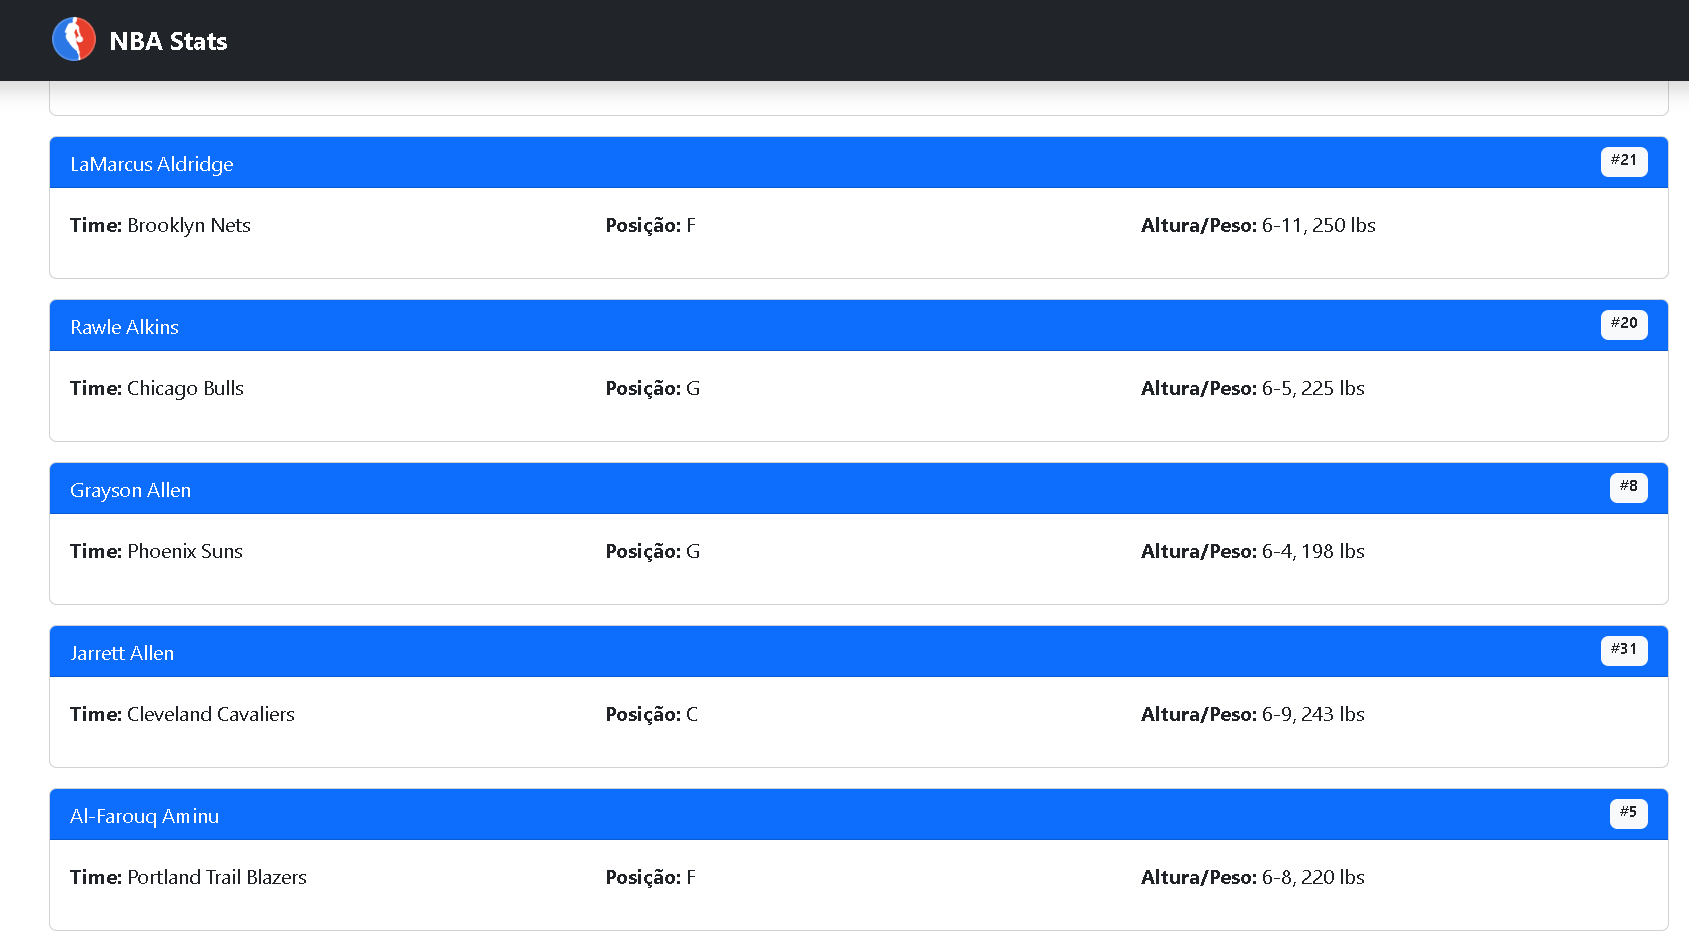 NBA Stats
LaMarcus Aldridge #21
Time: Brooklyn Nets Posição: F Altura/Peso: 6-11, 250 lbs
Rawle Alkins #20
Time: Chicago Bulls Posição: G Altura/Peso: 6-5, 225 lbs
Grayson Allen #8
Time: Phoenix Suns Posição: G Altura/Peso: 6-4, 198 lbs
Jarrett Allen #31
Time: Cleveland Cavaliers Posição: C Altura/Peso: 6-9, 243 lbs
Al-Farouq Aminu #5
Time: Portland Trail Blazers Posição: F Altura/Peso: 6-8, 220 lbs